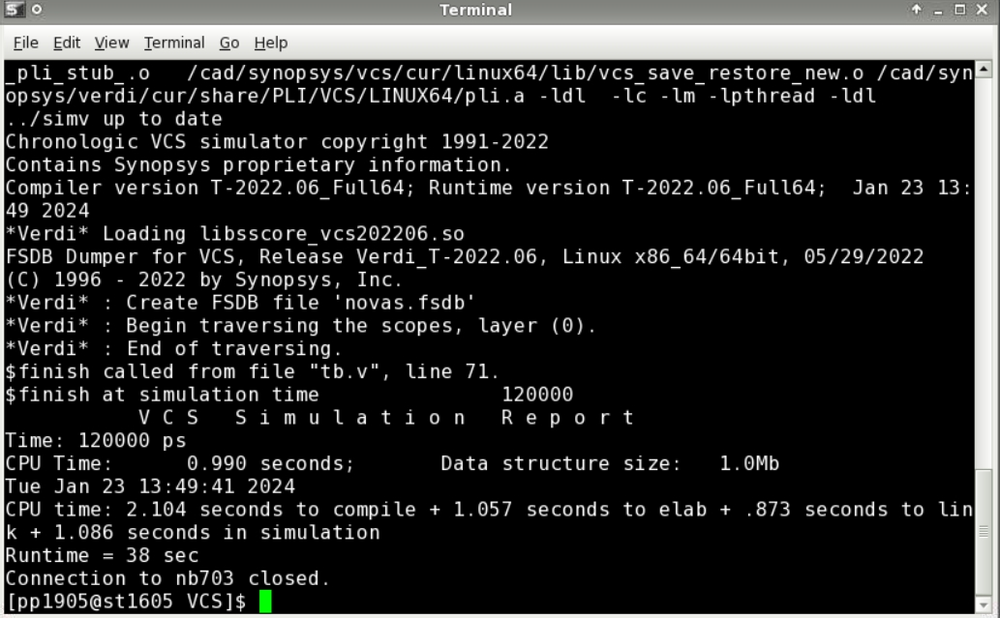 Terminal
File Edit View Terminal Go Help
_pli_stub_.o   /cad/synopsys/vcs/cur/linux64/lib/vcs_save_restore_new.o /cad/syn
opsys/verdi/cur/share/PLI/VCS/LINUX64/pli.a -ldl  -lc -lm -lpthread -ldl
../simv up to date
Chronologic VCS simulator copyright 1991-2022
Contains Synopsys proprietary information.
Compiler version T-2022.06_Full64; Runtime version T-2022.06_Full64;  Jan 23 13:
49 2024
*Verdi* Loading libsscore_vcs202206.so
FSDB Dumper for VCS, Release Verdi_T-2022.06, Linux x86_64/64bit, 05/29/2022
(C) 1996 - 2022 by Synopsys, Inc.
*Verdi* : Create FSDB file 'novas.fsdb'
*Verdi* : Begin traversing the scopes, layer (0).
*Verdi* : End of traversing.
$finish called from file "tb.v", line 71.
$finish at simulation time               120000
           V C S   S i m u l a t i o n   R e p o r t
Time: 120000 ps
CPU Time:      0.990 seconds;       Data structure size:   1.0Mb
Tue Jan 23 13:49:41 2024
CPU time: 2.104 seconds to compile + 1.057 seconds to elab + .873 seconds to lin
k + 1.086 seconds in simulation
Runtime = 38 sec
Connection to nb703 closed.
[pp1905@st1605 VCS]$